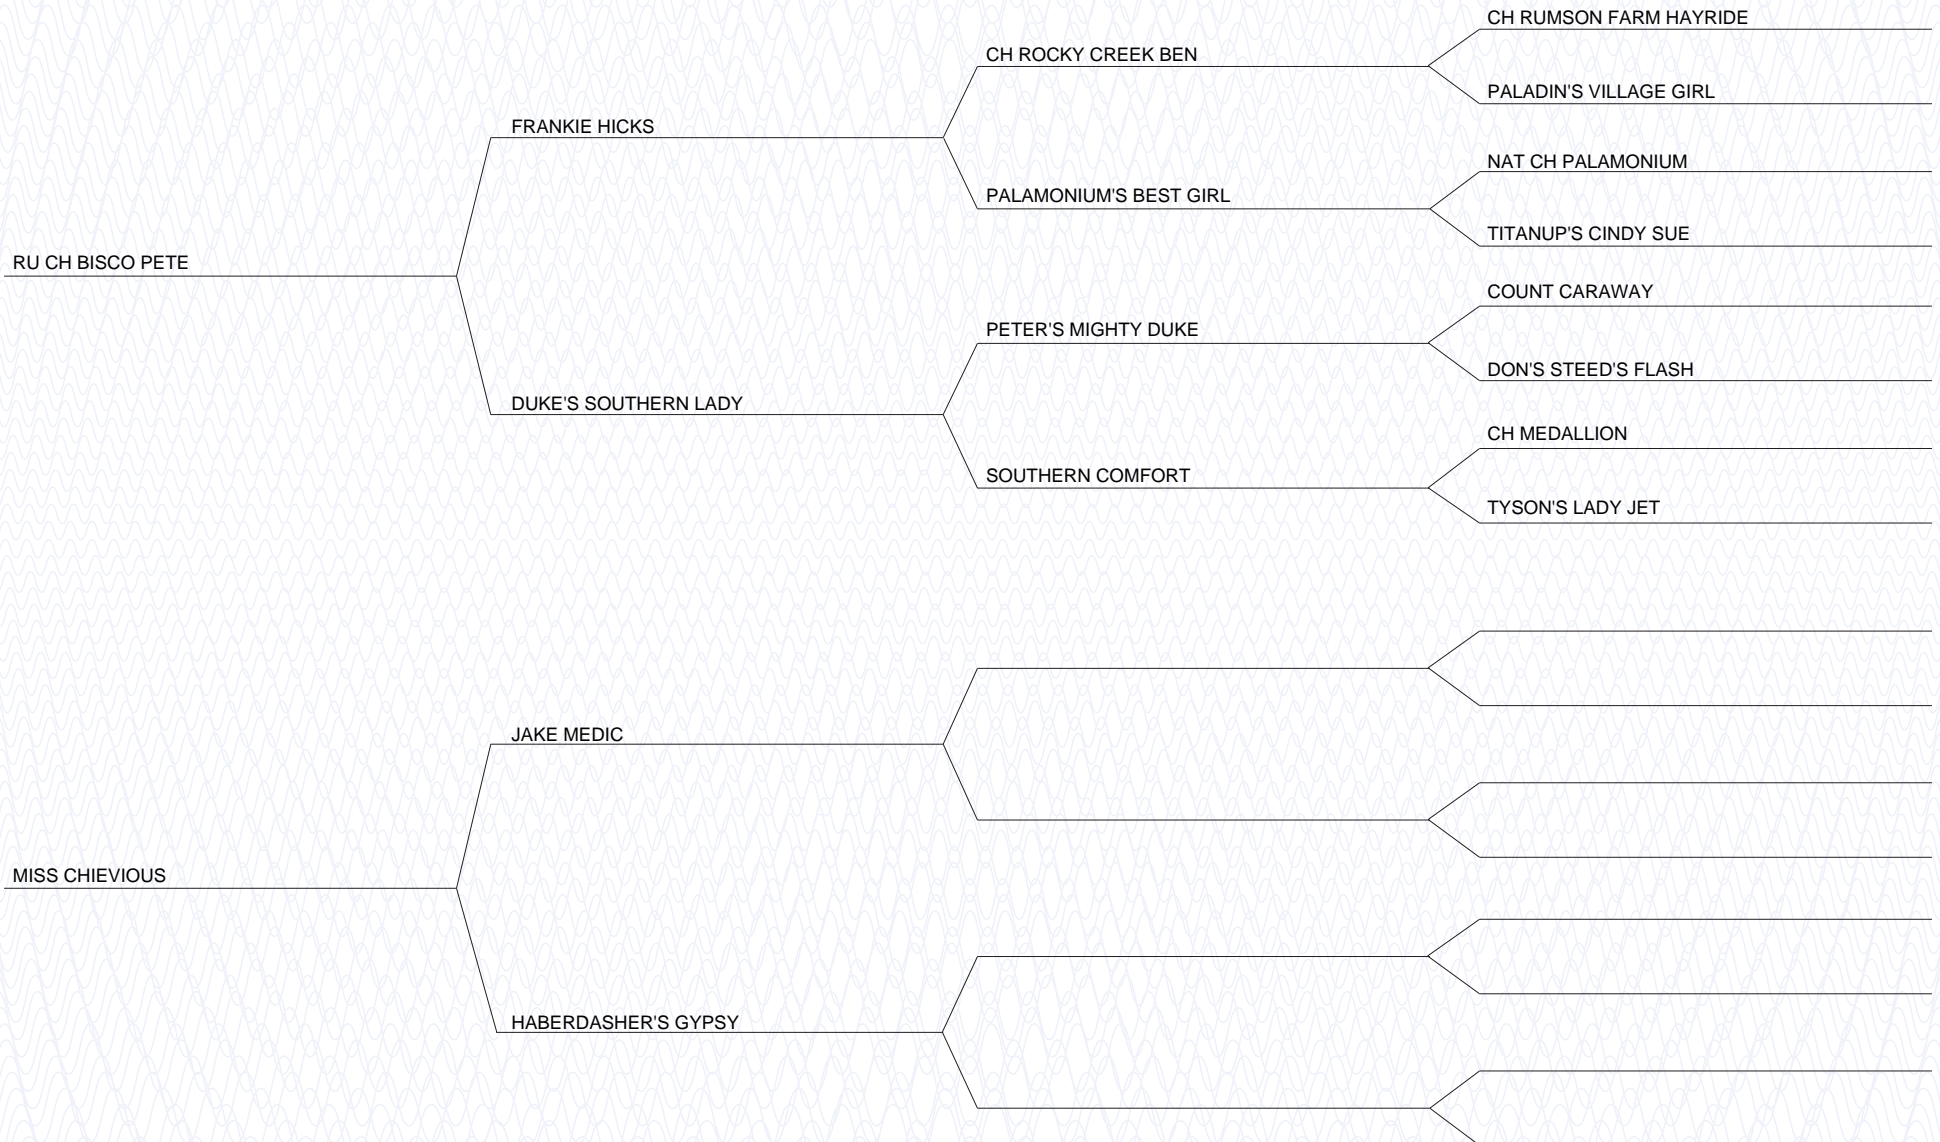 CH RUMSON FARM HAYRIDE
CH ROCKY CREEK BEN
PALADIN'S VILLAGE GIRL
FRANKIE HICKS
NAT CH PALAMONIUM
PALAMONIUM'S BEST GIRL
TITANUP'S CINDY SUE
RU CH BISCO PETE
COUNT CARAWAY
PETER'S MIGHTY DUKE
DON'S STEED'S FLASH
DUKE'S SOUTHERN LADY
CH MEDALLION
SOUTHERN COMFORT
TYSON'S LADY JET
JAKE MEDIC
MISS CHIEVIOUS
HABERDASHER'S GYPSY